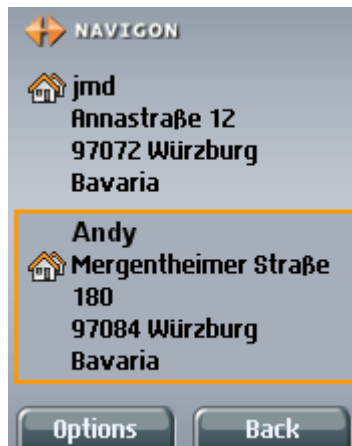 NAVIGON
jmd
Annastraße 12
97072 Würzburg
Bavaria
Andy
Mergentheimer Straße
180
97084 Würzburg
Bavaria
Options
Back